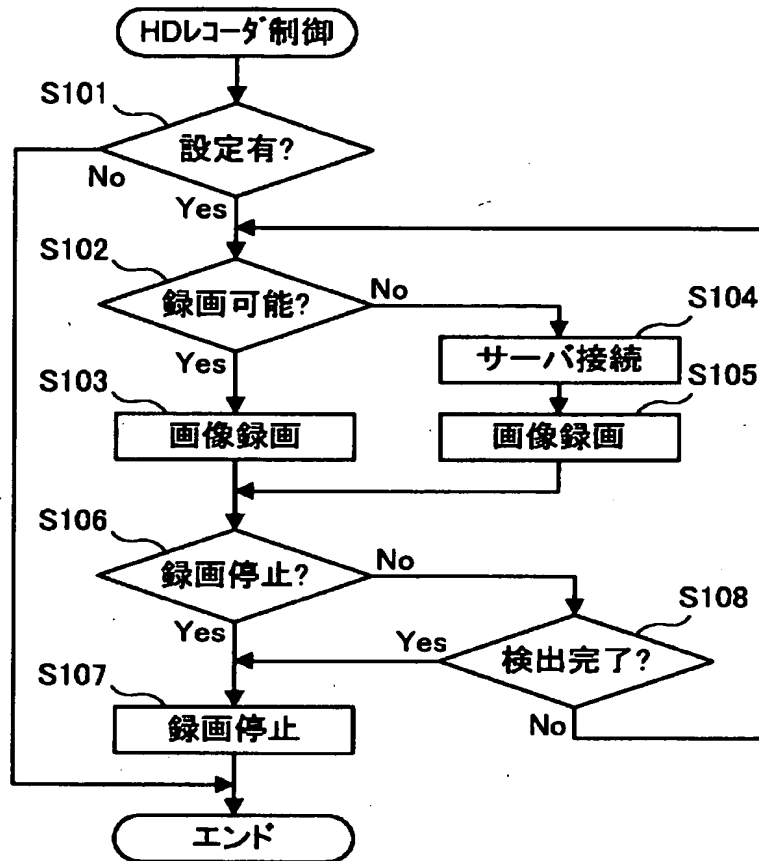 HDレコーダ制御
S101
設定有?
No
Yes
S102
録画可能?
No
Yes
S104
サーバ接続
S103
画像録画
S105
画像録画
S106
録画停止?
No
Yes
S108
検出完了?
Yes
No
S107
録画停止
エンド